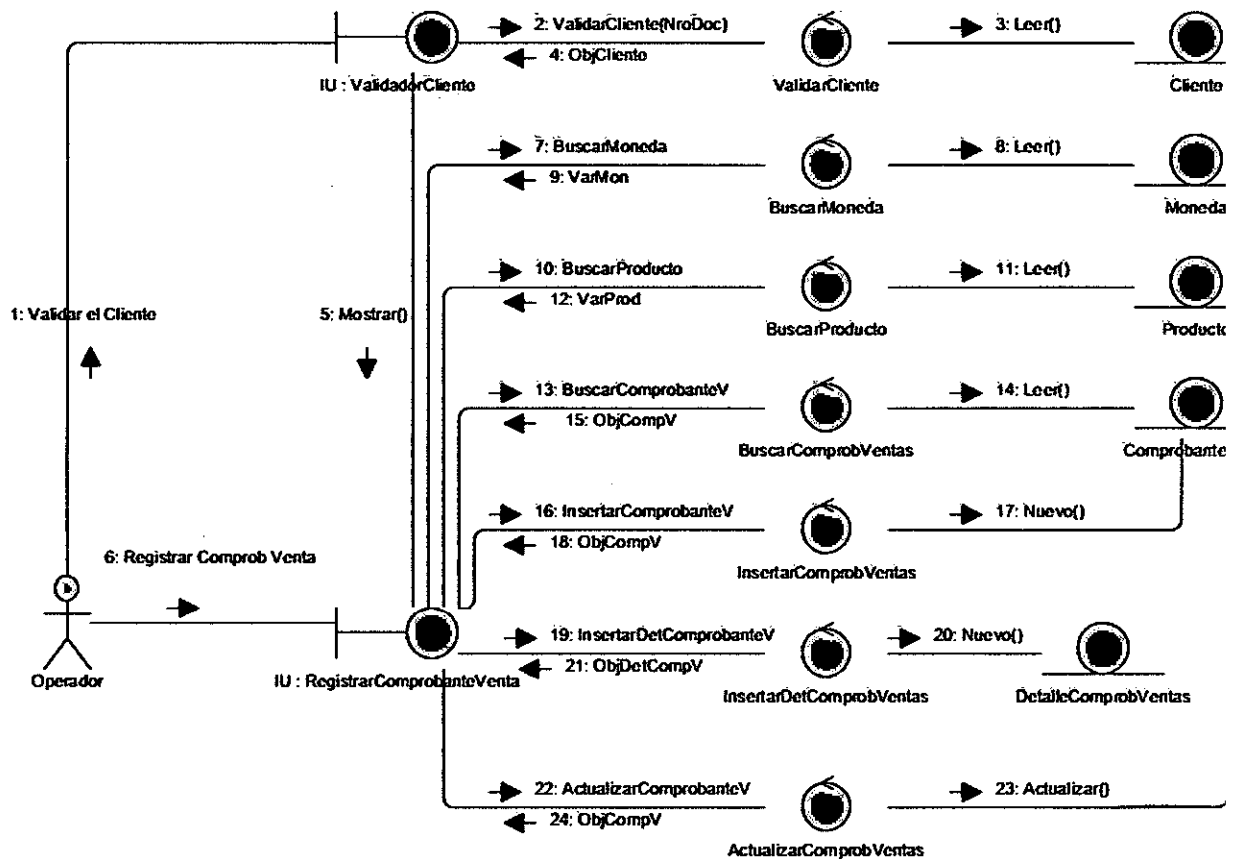 2: ValidarCliente(NroDoc)
3: Leer()
4: ObjCliente
IU : ValidadorCliente
ValidarCliente
Cliente
7: BuscarMoneda
8: Leer()
9: VarMon
BuscarMoneda
Moneda
10: BuscarProducto
11: Leer()
12: VarProd
BuscarProducto
Producto
1: Validar el Cliente
5: Mostrar()
13: BuscarComprobanteV
14: Leer()
15: ObjCompV
BuscarComprobVentas
Comprobante
16: InsertarComprobanteV
17: Nuevo()
18: ObjCompV
InsertarComprobVentas
6: Registrar Comprob Venta
19: InsertarDetComprobanteV
20: Nuevo()
21: ObjDetCompV
Operador
IU : RegistrarComprobanteVenta
InsertarDetComprobVentas
DetalleComprobVentas
22: ActualizarComprobanteV
23: Actualizar()
24: ObjCompV
ActualizarComprobVentas